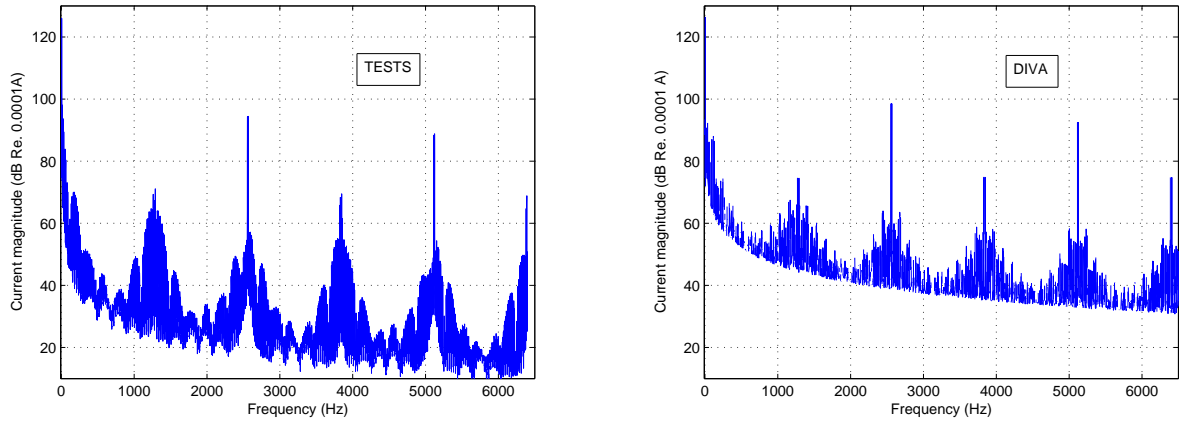 120
100
80
60
40
20
0 1000 2000 3000 4000 5000 6000
Frequency (Hz)
Current magnitude (dB Re. 0.0001A)
TESTS
120
100
80
60
40
20
0 1000 2000 3000 4000 5000 6000
Frequency (Hz)
Current magnitude (dB Re. 0.0001 A)
DIVA